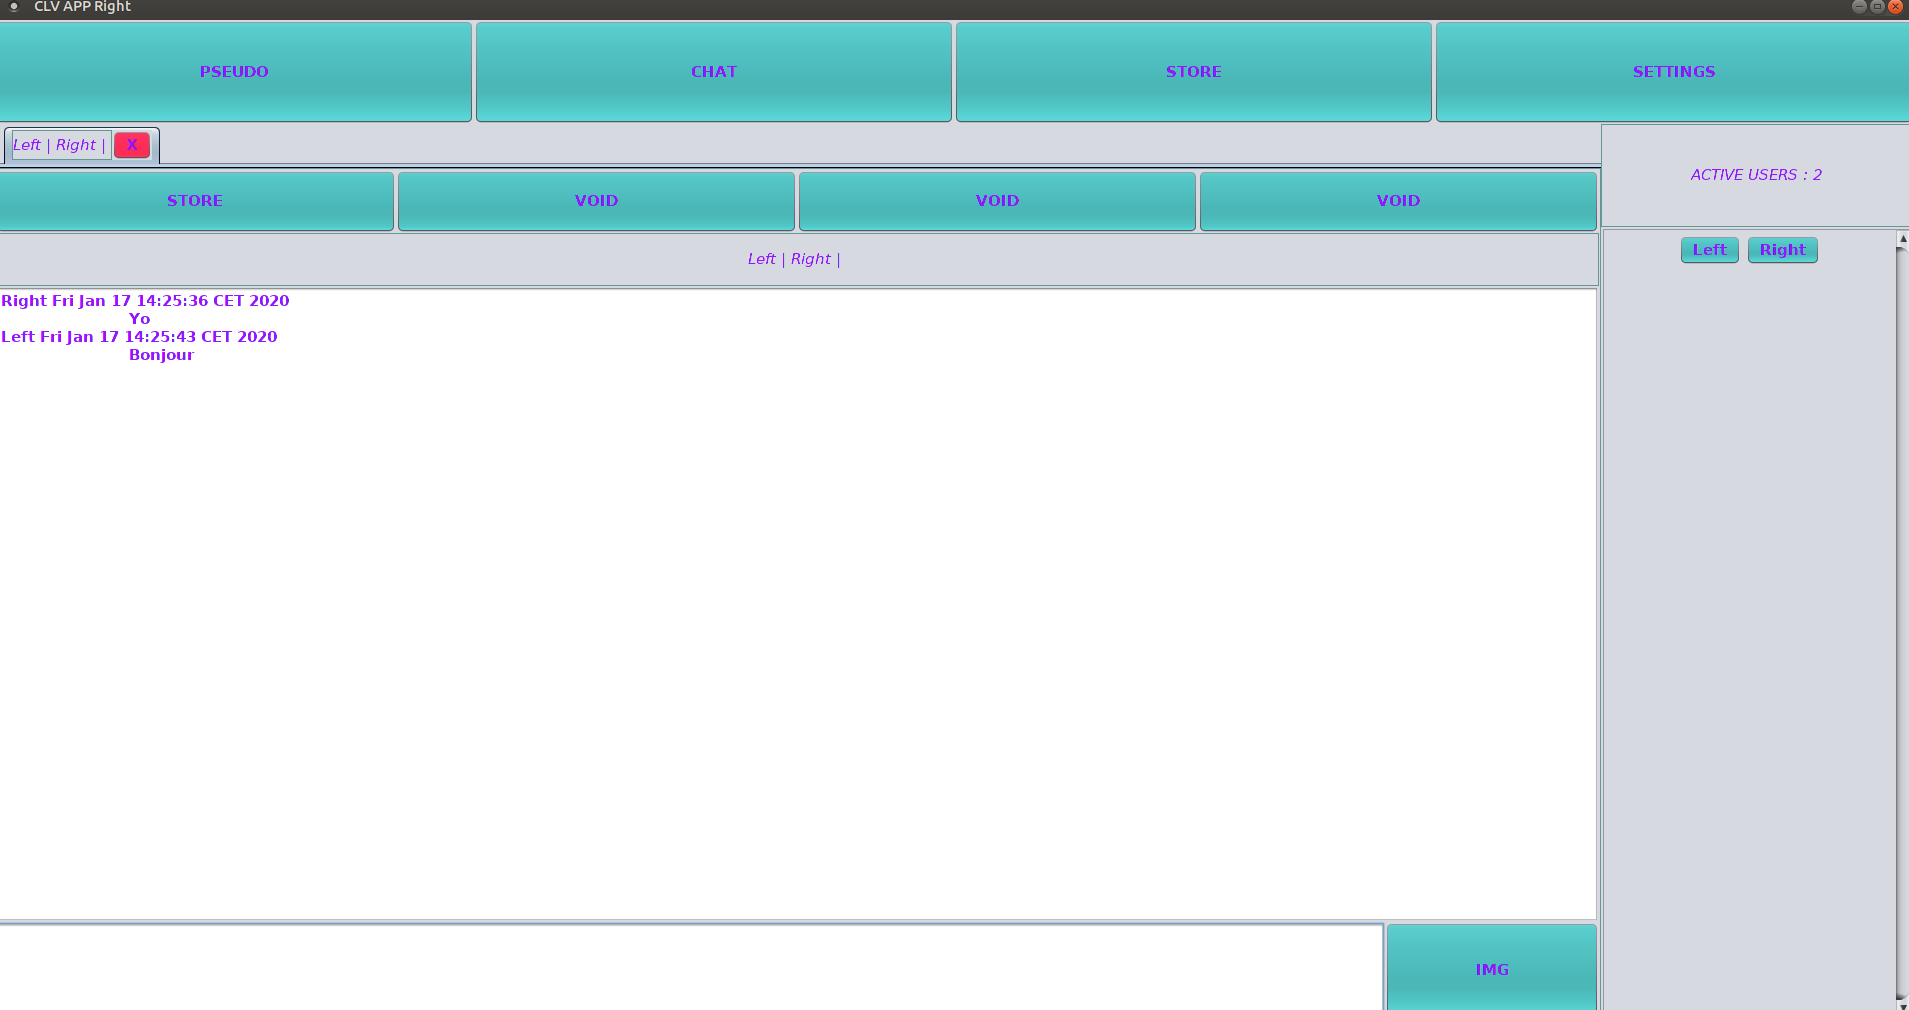 CLV APP Right
PSEUDO CHAT STORE SETTINGS
Left | Right | X
ACTIVE USERS : 2
STORE VOID VOID VOID
Left | Right |
Left Right
Right Fri Jan 17 14:25:36 CET 2020
Yo
Left Fri Jan 17 14:25:43 CET 2020
Bonjour
IMG